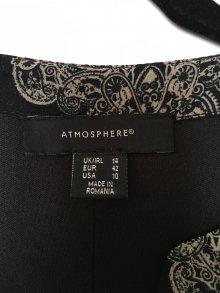 ATMOSPHERE®
UK/IRL 14
EUR 42
USA 10
MADE IN
ROMANIA